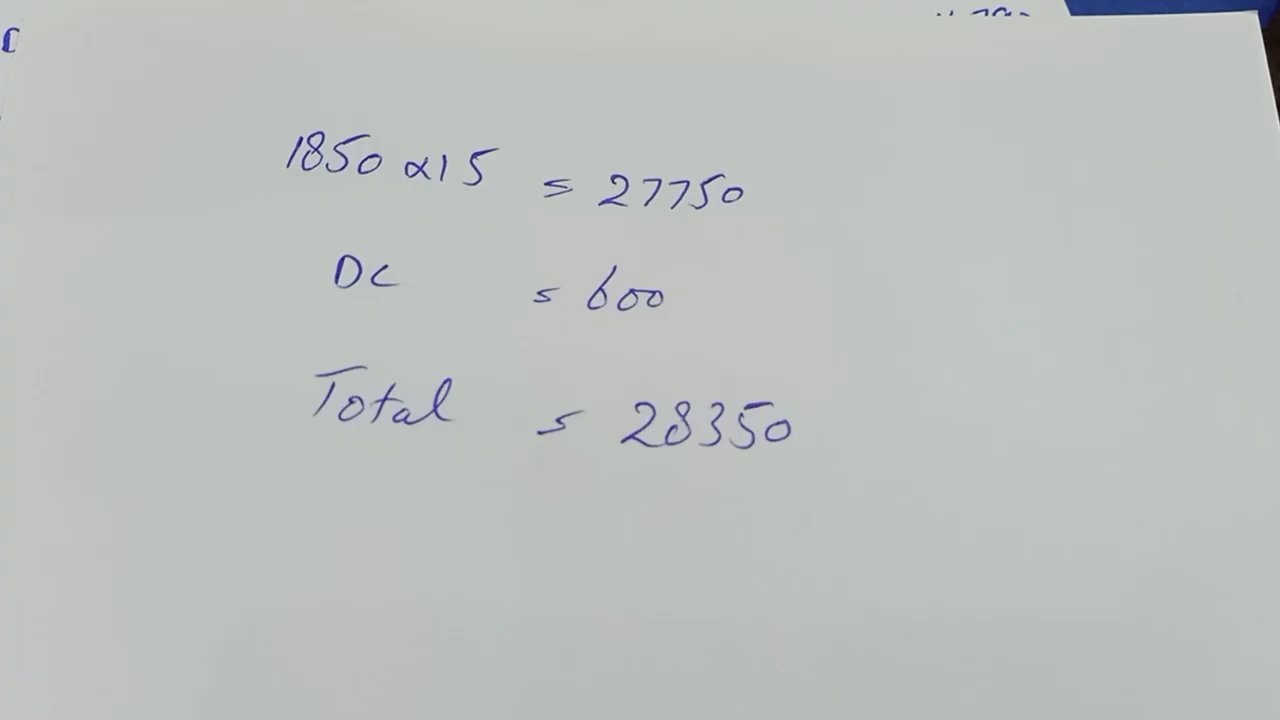 1850 x 15 = 27750
DC = 600
Total = 28350